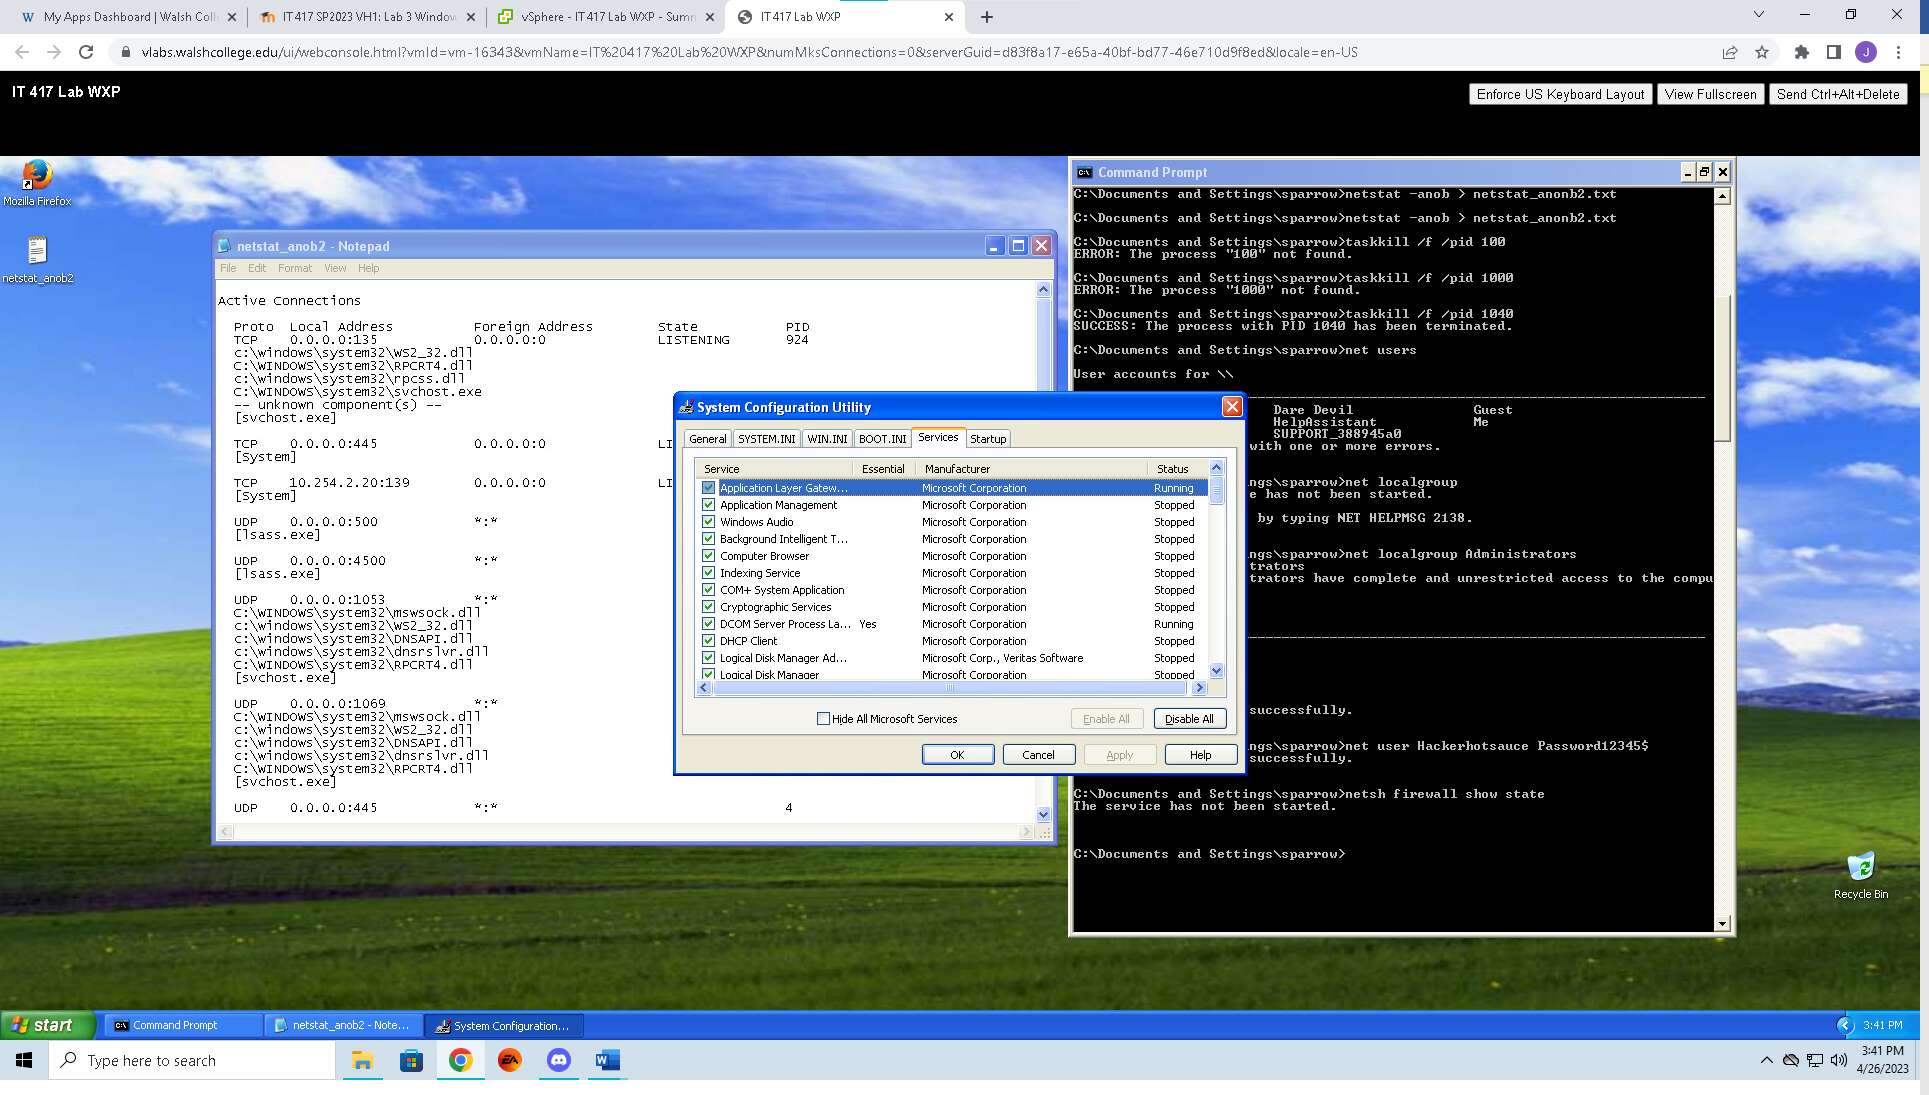 My Apps Dashboard | Walsh Coll
IT417 SP2023 VH1: Lab 3 Window
vSphere - IT417 Lab WXP - Summ
IT417 Lab WXP
vlabs.walshcollege.edu/ui/webconsole.html?vmId=vm-16343&vmName=IT%20417%20Lab%20WXP&numMksConnections=0&serverGuid=d83f8a17-e65a-40bf-bd77-46e710d9f8ed&locale=en-US
J
IT 417 Lab WXP
Enforce US Keyboard Layout
View Fullscreen
Send Ctrl+Alt+Delete
Mozilla Firefox
netstat_anob2
netstat_anob2 - Notepad
File Edit Format View Help
Active Connections
Proto Local Address Foreign Address State PID
TCP 0.0.0.0:135 0.0.0.0:0 LISTENING 924
c:\windows\system32\WS2_32.dll
C:\WINDOWS\system32\RPCRT4.dll
c:\windows\system32\rpcss.dll
C:\WINDOWS\system32\svchost.exe
-- unknown component(s) --
[svchost.exe]
TCP 0.0.0.0:445 0.0.0.0:0 LI
[System]
TCP 10.254.2.20:139 0.0.0.0:0 LI
[System]
UDP 0.0.0.0:500 *:*
[lsass.exe]
UDP 0.0.0.0:4500 *:*
[lsass.exe]
UDP 0.0.0.0:1053 *:*
C:\WINDOWS\system32\mswsock.dll
c:\windows\system32\WS2_32.dll
c:\windows\system32\DNSAPI.dll
c:\windows\system32\dnsrslvr.dll
C:\WINDOWS\system32\RPCRT4.dll
[svchost.exe]
UDP 0.0.0.0:1069 *:*
C:\WINDOWS\system32\mswsock.dll
c:\windows\system32\WS2_32.dll
c:\windows\system32\DNSAPI.dll
c:\windows\system32\dnsrslvr.dll
C:\WINDOWS\system32\RPCRT4.dll
[svchost.exe]
UDP 0.0.0.0:445 *:* 4
System Configuration Utility
General SYSTEM.INI WIN.INI BOOT.INI Services Startup
Service Essential Manufacturer Status
Application Layer Gatew... Microsoft Corporation Running
Application Management Microsoft Corporation Stopped
Windows Audio Microsoft Corporation Stopped
Background Intelligent T... Microsoft Corporation Stopped
Computer Browser Microsoft Corporation Stopped
Indexing Service Microsoft Corporation Stopped
COM+ System Application Microsoft Corporation Stopped
Cryptographic Services Microsoft Corporation Stopped
DCOM Server Process La... Yes Microsoft Corporation Running
DHCP Client Microsoft Corporation Stopped
Logical Disk Manager Ad... Microsoft Corp., Veritas Software Stopped
Logical Disk Manager Microsoft Corporation Stopped
Hide All Microsoft Services
Enable All
Disable All
OK Cancel Apply Help
Command Prompt
C:\Documents and Settings\sparrow>netstat -anob > netstat_anonb2.txt
C:\Documents and Settings\sparrow>netstat -anob > netstat_anonb2.txt
C:\Documents and Settings\sparrow>taskkill /f /pid 100
ERROR: The process "100" not found.
C:\Documents and Settings\sparrow>taskkill /f /pid 1000
ERROR: The process "1000" not found.
C:\Documents and Settings\sparrow>taskkill /f /pid 1040
SUCCESS: The process with PID 1040 has been terminated.
C:\Documents and Settings\sparrow>net users
User accounts for \\
Dare Devil Guest
HelpAssistant Me
SUPPORT_388945a0
with one or more errors.
ngs\sparrow>net localgroup
e has not been started.
by typing NET HELPMSG 2138.
ngs\sparrow>net localgroup Administrators
trators
trators have complete and unrestricted access to the compu
successfully.
ngs\sparrow>net user Hackerhotsauce Password12345$
successfully.
C:\Documents and Settings\sparrow>netsh firewall show state
The service has not been started.
C:\Documents and Settings\sparrow>
Recycle Bin
start
Command Prompt
netstat_anob2 - Note...
System Configuration...
3:41 PM
Type here to search
EA
3:41 PM
4/26/2023